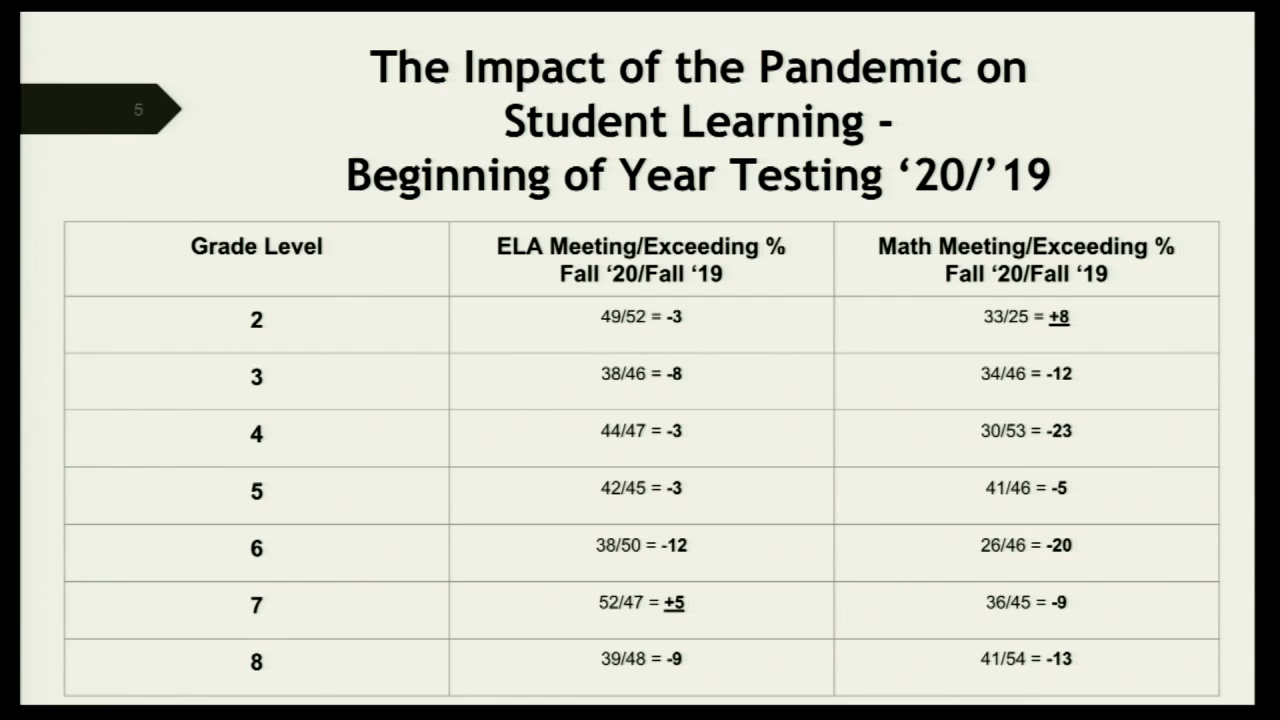 The Impact of the Pandemic on
Student Learning -
Beginning of Year Testing ‘20/’19
5
Grade Level
ELA Meeting/Exceeding %
Fall ‘20/Fall ‘19
Math Meeting/Exceeding %
Fall ‘20/Fall ‘19
2
49/52 = -3
33/25 = +8
3
38/46 = -8
34/46 = -12
4
44/47 = -3
30/53 = -23
5
42/45 = -3
41/46 = -5
6
38/50 = -12
26/46 = -20
7
52/47 = +5
36/45 = -9
8
39/48 = -9
41/54 = -13